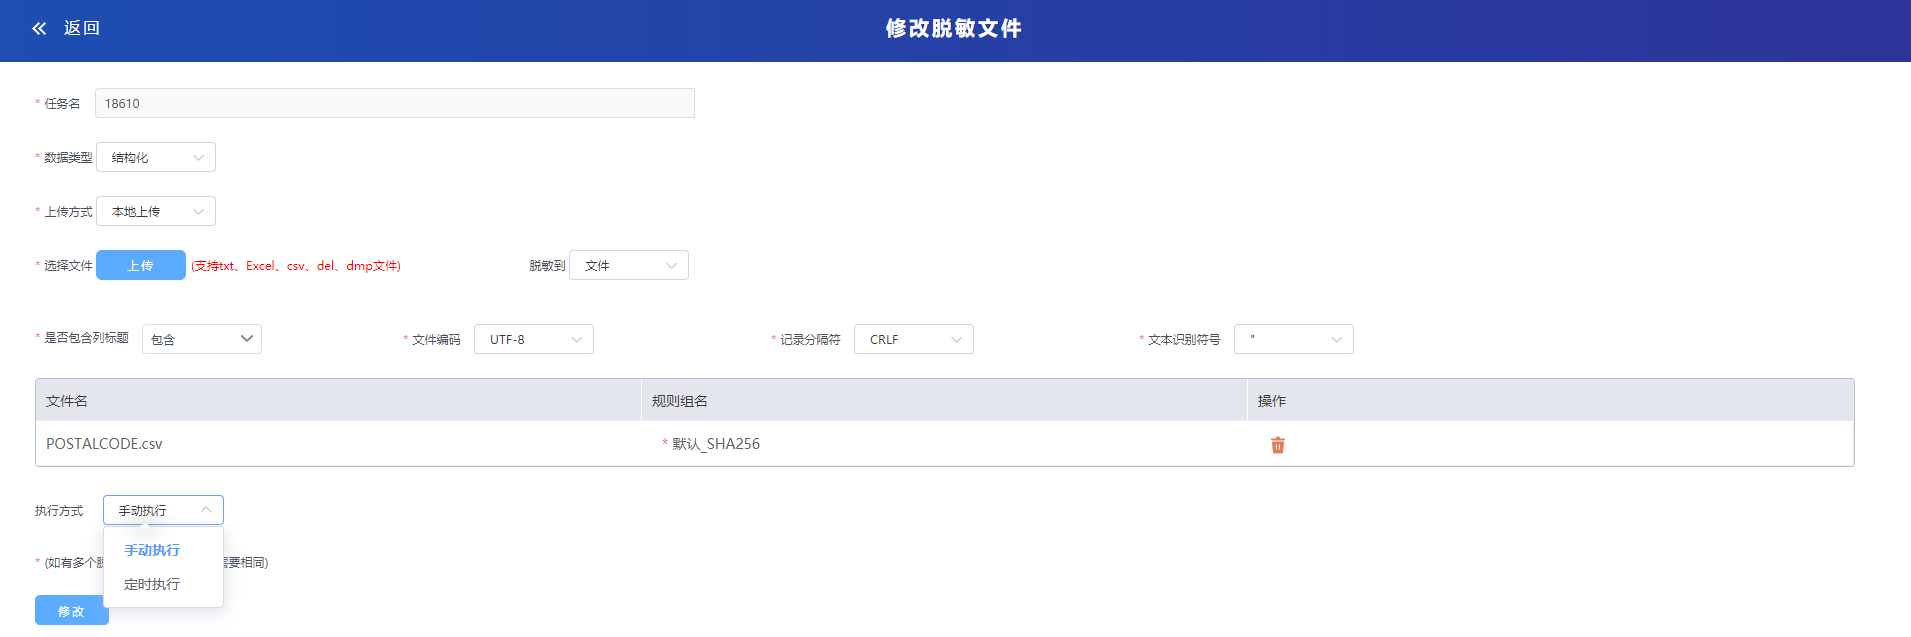 返回
修改脱敏文件
* 任务名 18610
* 数据类型 结构化
* 上传方式 本地上传
* 选择文件 上传 (支持txt、Excel、csv、del、dmp文件) 脱敏到 文件
* 是否包含列标题 包含 * 文件编码 UTF-8 * 记录分隔符 CRLF * 文本识别符号 "
文件名 规则组名 操作
POSTALCODE.csv * 默认_SHA256
执行方式 手动执行
手动执行
* (如有多个 需要相同)
定时执行
修改